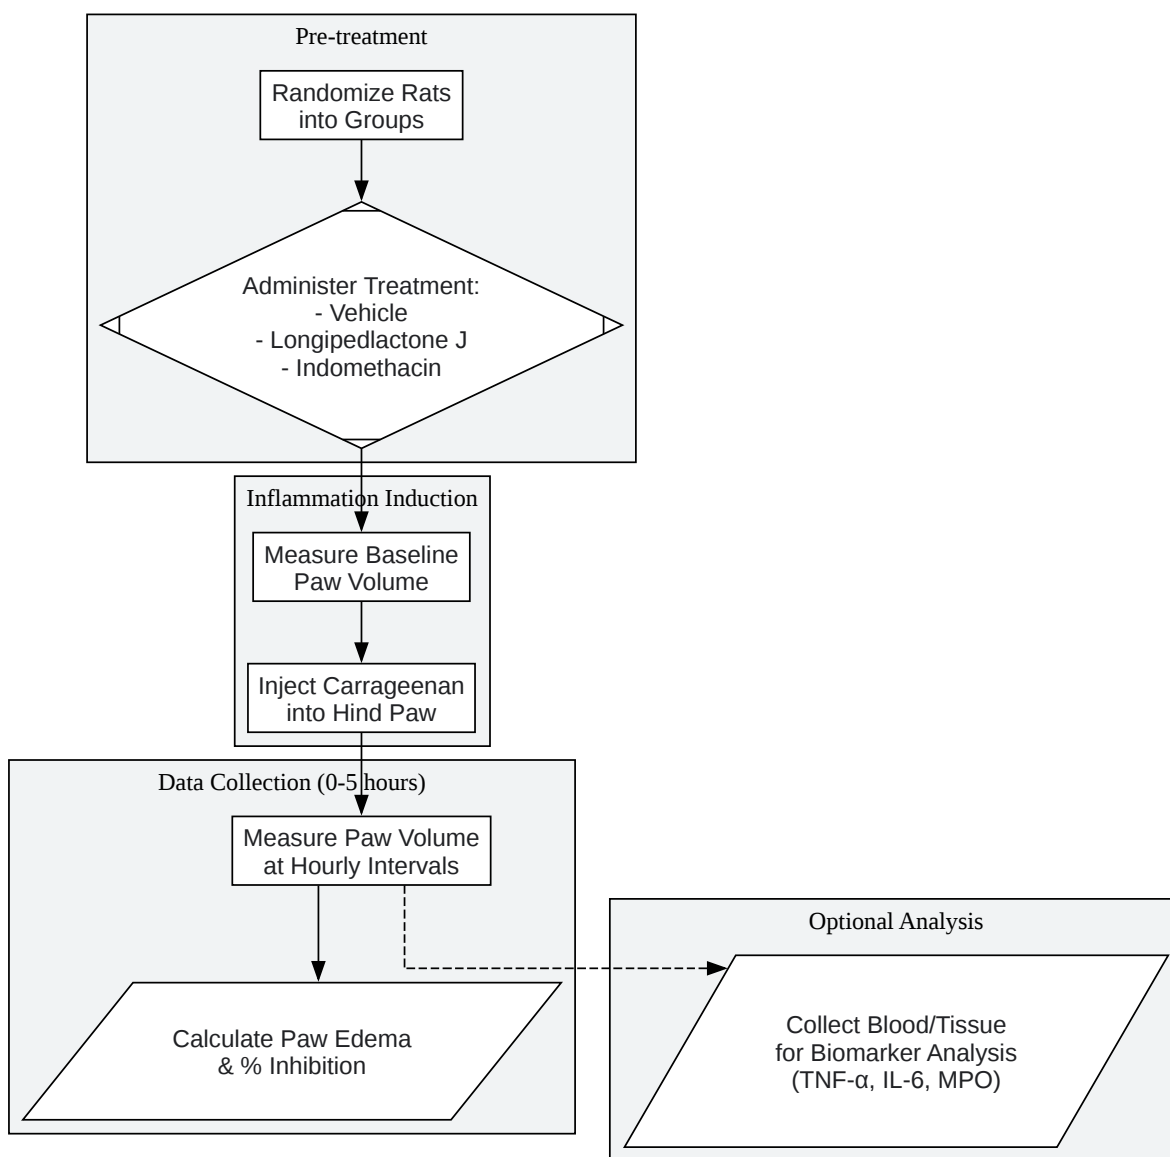 Pre-treatment
Randomize Rats
into Groups
Administer Treatment:
- Vehicle
- Longipedlactone J
- Indomethacin
Inflammation Induction
Measure Baseline
Paw Volume
Inject Carrageenan
into Hind Paw
Data Collection (0-5 hours)
Measure Paw Volume
at Hourly Intervals
Calculate Paw Edema
& % Inhibition
Optional Analysis
Collect Blood/Tissue
for Biomarker Analysis
(TNF-α, IL-6, MPO)